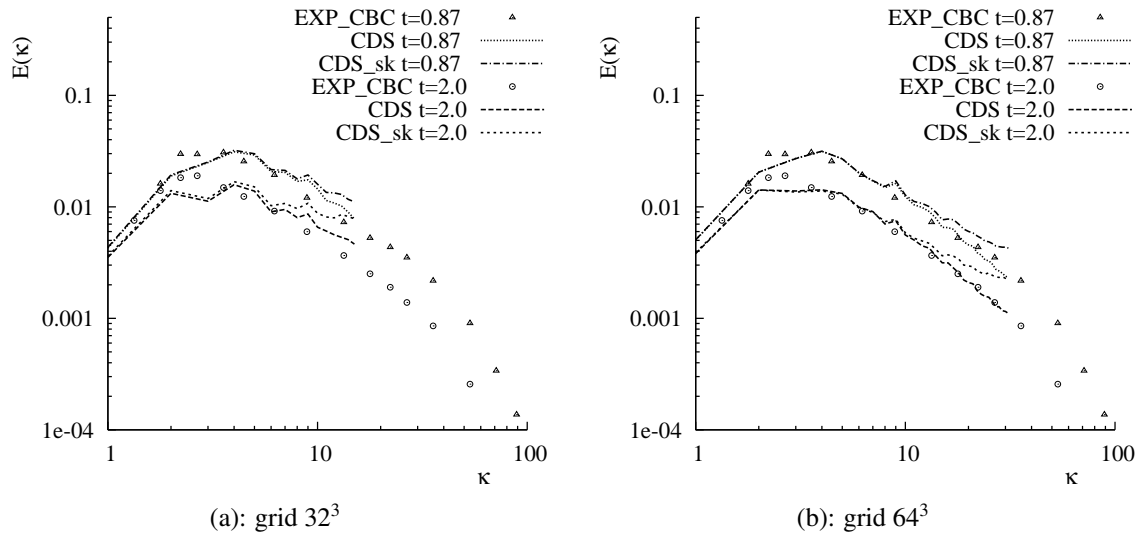 E(κ)
EXP_CBC t=0.87
CDS t=0.87
CDS_sk t=0.87
EXP_CBC t=2.0
CDS t=2.0
CDS_sk t=2.0
0.1
0.01
0.001
1e-04
1
10
100
κ
(a): grid 32³
E(κ)
EXP_CBC t=0.87
CDS t=0.87
CDS_sk t=0.87
EXP_CBC t=2.0
CDS t=2.0
CDS_sk t=2.0
0.1
0.01
0.001
1e-04
1
10
100
κ
(b): grid 64³